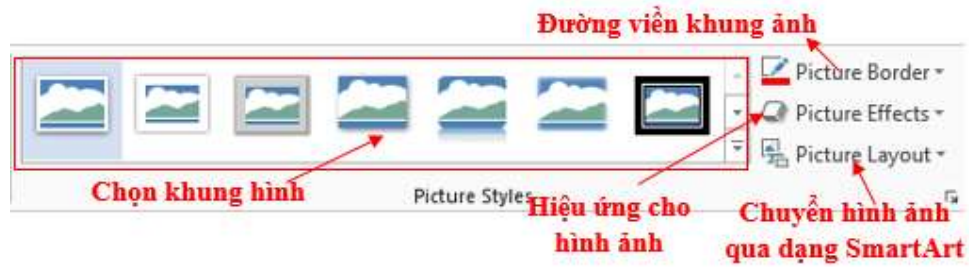 Đường viền khung ảnh
Picture Border
Picture Effects
Picture Layout
Chọn khung hình
Picture Styles
Hiệu ứng cho
hình ảnh
Chuyển hình ảnh
qua dạng SmartArt